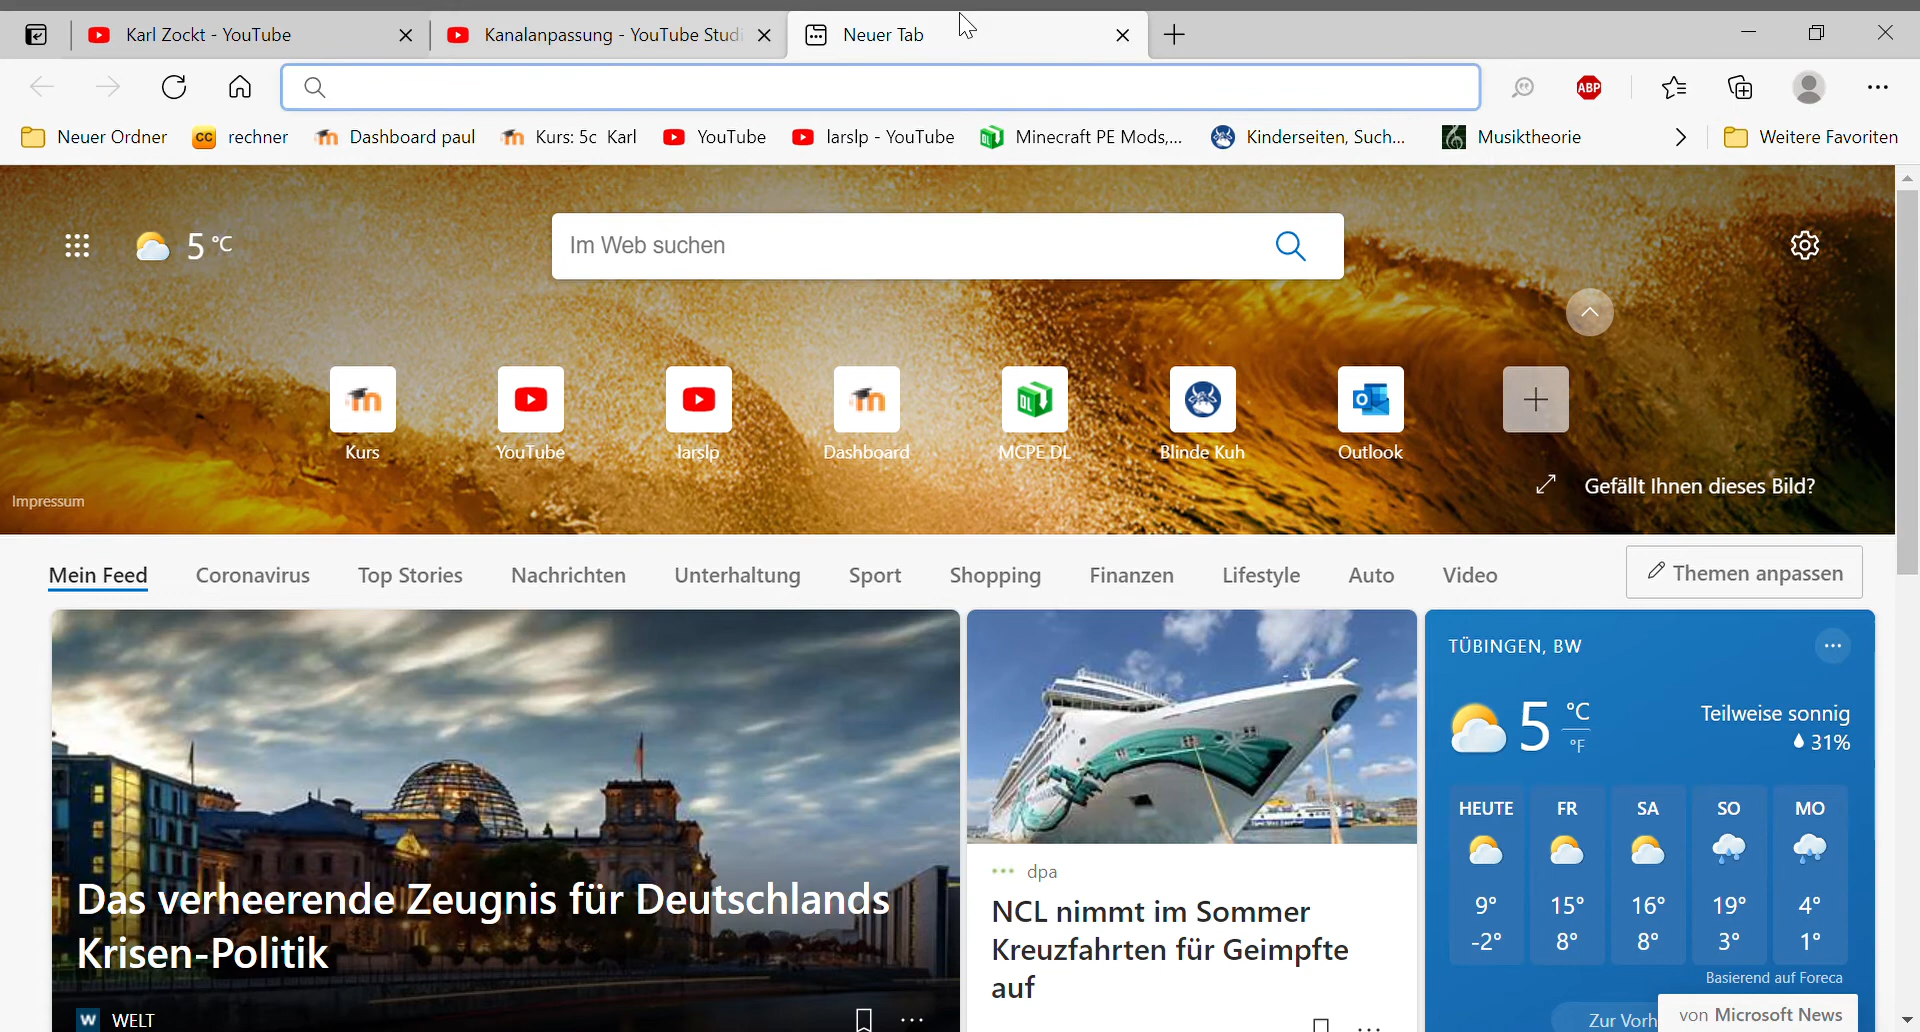 Karl Zockt - YouTube
Kanalanpassung - YouTube Studi
Neuer Tab
ABP
Neuer Ordner
CC rechner
Dashboard paul
Kurs: 5c Karl
YouTube
larslp - YouTube
Minecraft PE Mods,...
Kinderseiten, Such...
Musiktheorie
Weitere Favoriten
5 °C
Im Web suchen
Kurs
YouTube
larslp
Dashboard
MCPE DL
Blinde Kuh
Outlook
Impressum
Gefällt Ihnen dieses Bild?
Mein Feed
Coronavirus
Top Stories
Nachrichten
Unterhaltung
Sport
Shopping
Finanzen
Lifestyle
Auto
Video
Themen anpassen
Das verheerende Zeugnis für Deutschlands
Krisen-Politik
W WELT
dpa
NCL nimmt im Sommer
Kreuzfahrten für Geimpfte
auf
TÜBINGEN, BW
5 °C
°F
Teilweise sonnig
31%
HEUTE FR SA SO MO
9° 15° 16° 19° 4°
-2° 8° 8° 3° 1°
Basierend auf Foreca
Zur Vorh
von Microsoft News